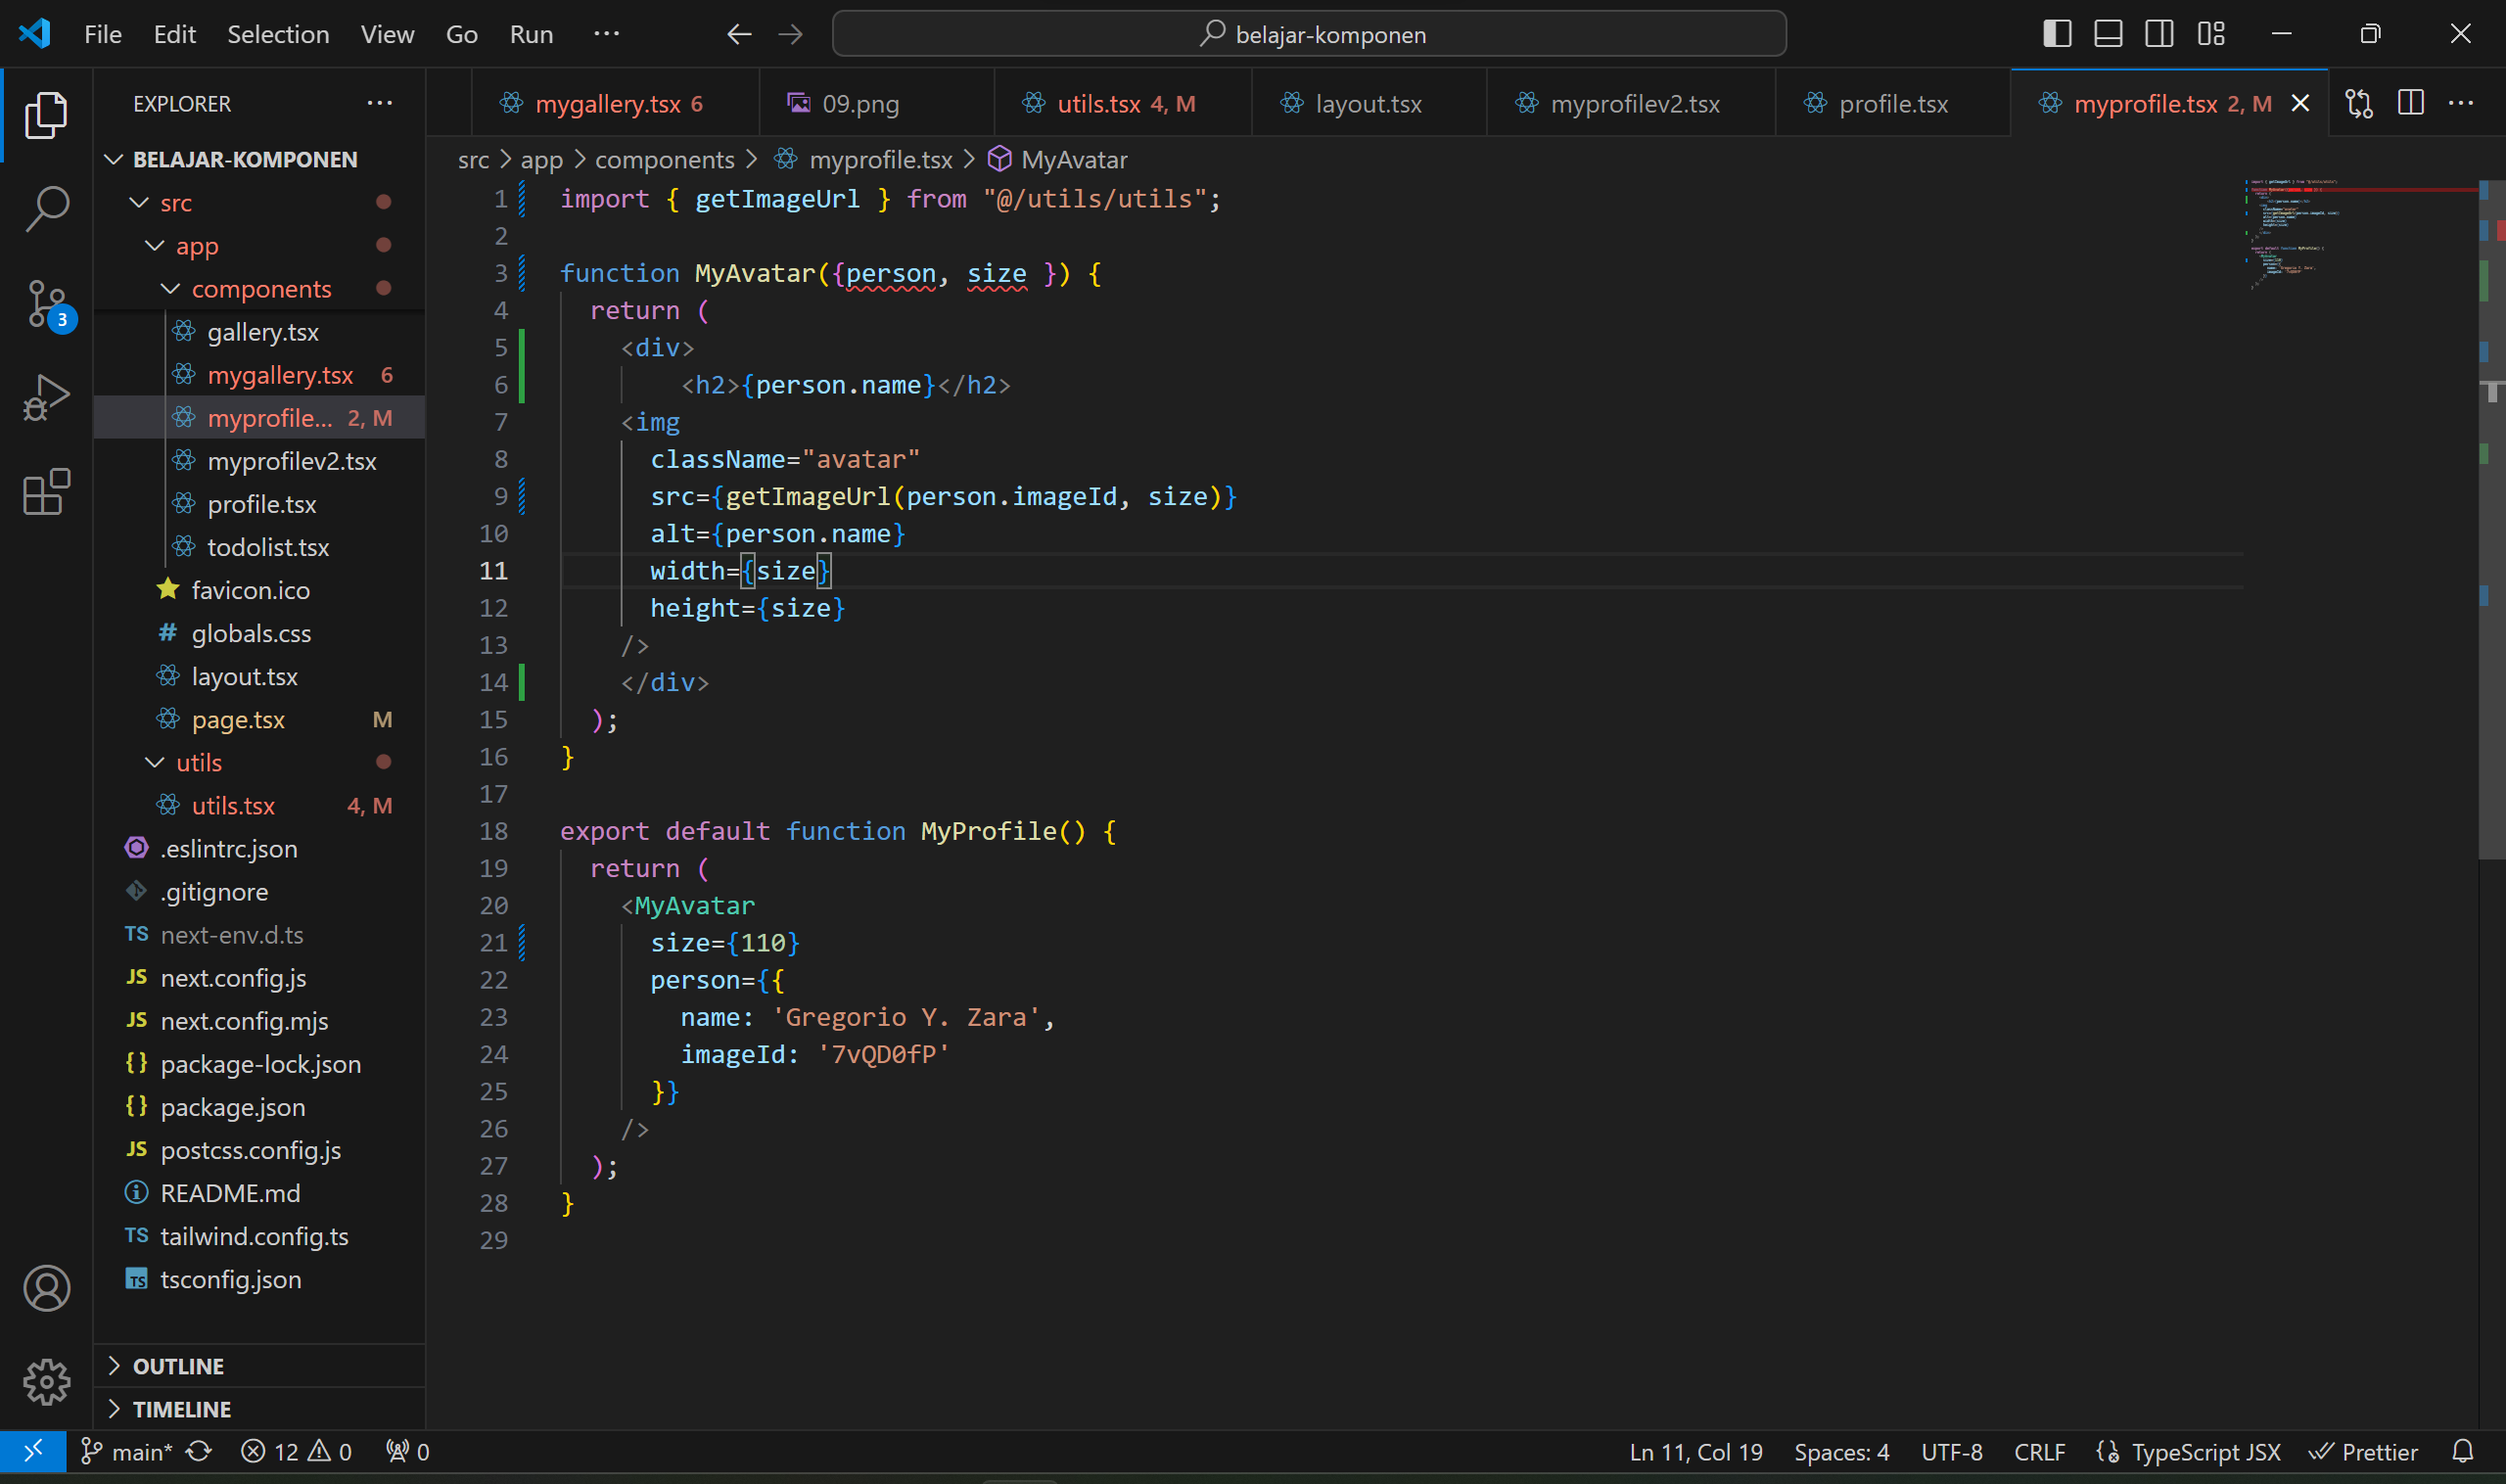 File Edit Selection View Go Run ···
belajar-komponen
EXPLORER ···
mygallery.tsx 6
09.png
utils.tsx 4, M
layout.tsx
myprofilev2.tsx
profile.tsx
myprofile.tsx 2, M
BELAJAR-KOMPONEN
src
app
components
gallery.tsx
mygallery.tsx 6
myprofile... 2, M
myprofilev2.tsx
profile.tsx
todolist.tsx
favicon.ico
# globals.css
layout.tsx
page.tsx M
utils
utils.tsx 4, M
.eslintrc.json
.gitignore
TS next-env.d.ts
JS next.config.js
JS next.config.mjs
{} package-lock.json
{} package.json
JS postcss.config.js
README.md
TS tailwind.config.ts
TS tsconfig.json
OUTLINE
TIMELINE
3
src > app > components > myprofile.tsx > MyAvatar
1 import { getImageUrl } from "@/utils/utils";
2
3 function MyAvatar({person, size }) {
4 return (
5 <div>
6 <h2>{person.name}</h2>
7 <img
8 className="avatar"
9 src={getImageUrl(person.imageId, size)}
10 alt={person.name}
11 width={size}
12 height={size}
13 />
14 </div>
15 );
16 }
17
18 export default function MyProfile() {
19 return (
20 <MyAvatar
21 size={110}
22 person={{
23 name: 'Gregorio Y. Zara',
24 imageId: '7vQD0fP'
25 }}
26 />
27 );
28 }
29
main* 12 0 0
Ln 11, Col 19 Spaces: 4 UTF-8 CRLF TypeScript JSX Prettier